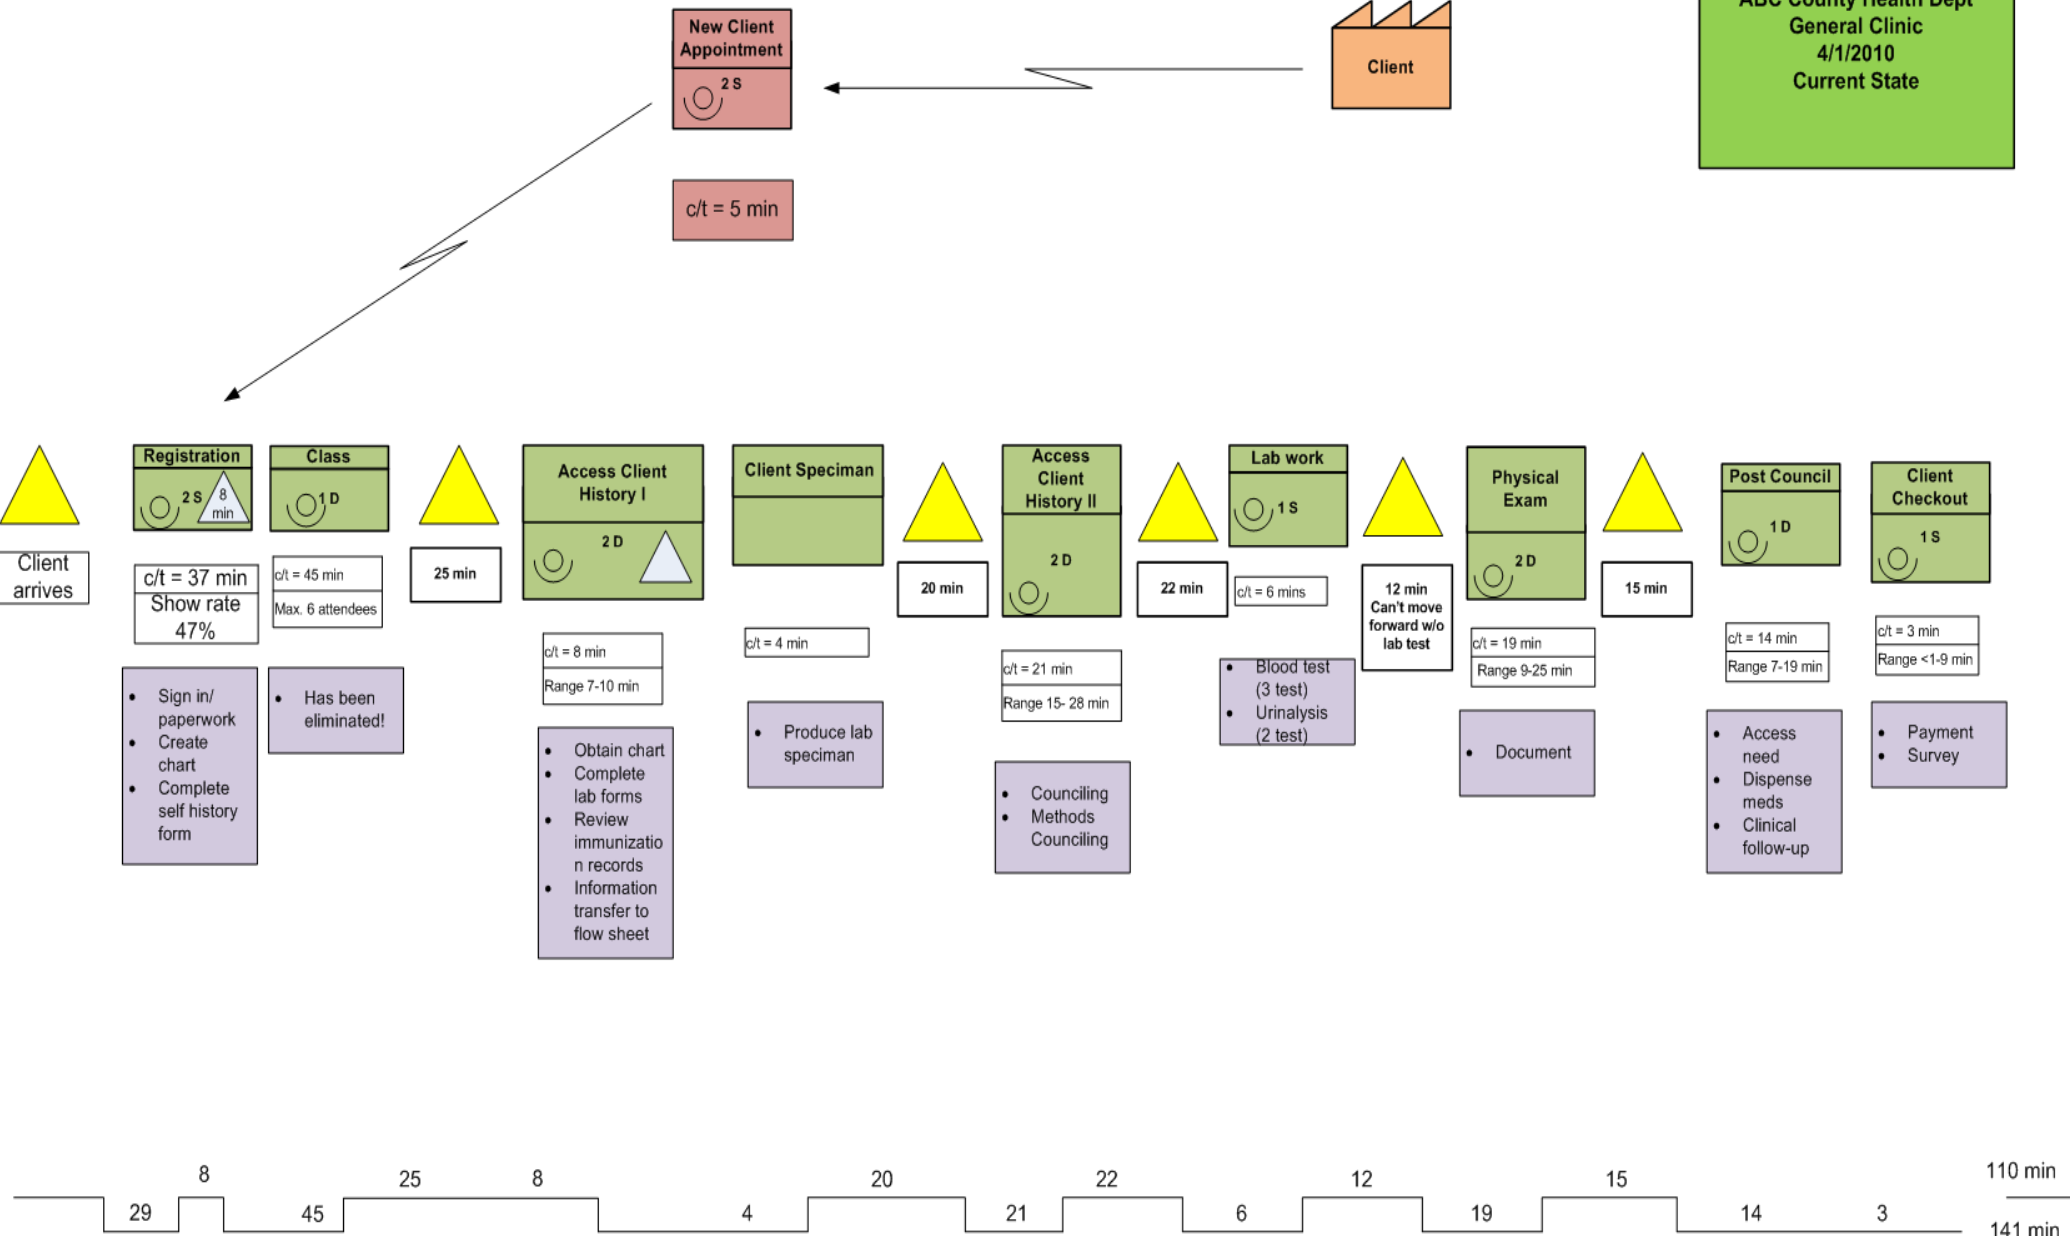 New Client
Appointment
2 S
c/t = 5 min
Client
ABC County Health Dept
General Clinic
4/1/2010
Current State
Client
arrives
Registration
2 S
8
min
c/t = 37 min
Show rate
47%
• Sign in/
paperwork
• Create
chart
• Complete
self history
form
Class
1 D
c/t = 45 min
Max. 6 attendees
• Has been
eliminated!
25 min
Access Client
History I
2 D
c/t = 8 min
Range 7-10 min
• Obtain chart
• Complete
lab forms
• Review
immunizatio
n records
• Information
transfer to
flow sheet
Client Speciman
c/t = 4 min
• Produce lab
speciman
20 min
Access
Client
History II
2 D
c/t = 21 min
Range 15- 28 min
• Counciling
• Methods
Counciling
22 min
Lab work
1 S
c/t = 6 mins
• Blood test
(3 test)
• Urinalysis
(2 test)
12 min
Can't move
forward w/o
lab test
Physical
Exam
2 D
c/t = 19 min
Range 9-25 min
• Document
15 min
Post Council
1 D
c/t = 14 min
Range 7-19 min
• Access
need
• Dispense
meds
• Clinical
follow-up
Client
Checkout
1 S
c/t = 3 min
Range <1-9 min
• Payment
• Survey
8 25 8 20 22 12 15 110 min
29 45 4 21 6 19 14 3 141 min